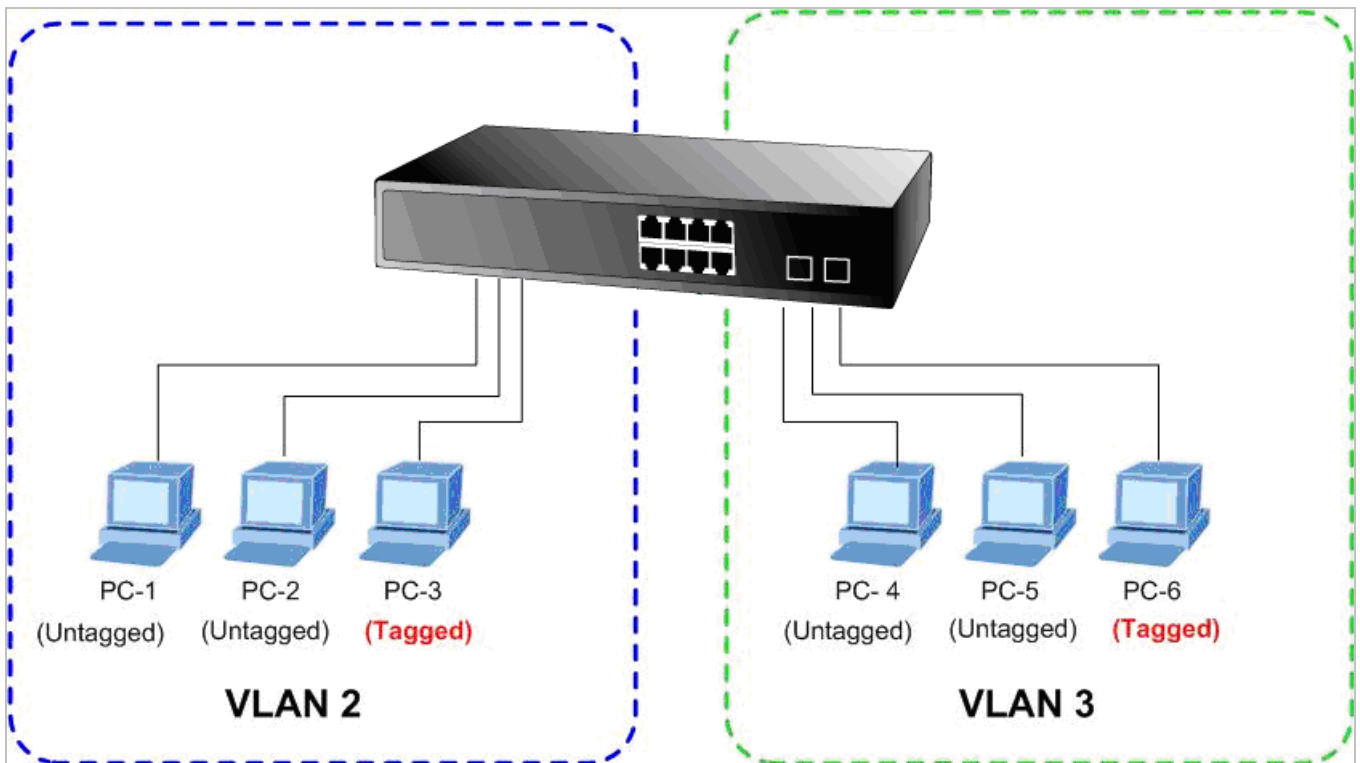 PC-1
PC-2
PC-3
PC- 4
PC-5
PC-6
(Untagged)
(Untagged)
(Tagged)
(Untagged)
(Untagged)
(Tagged)
VLAN 2
VLAN 3